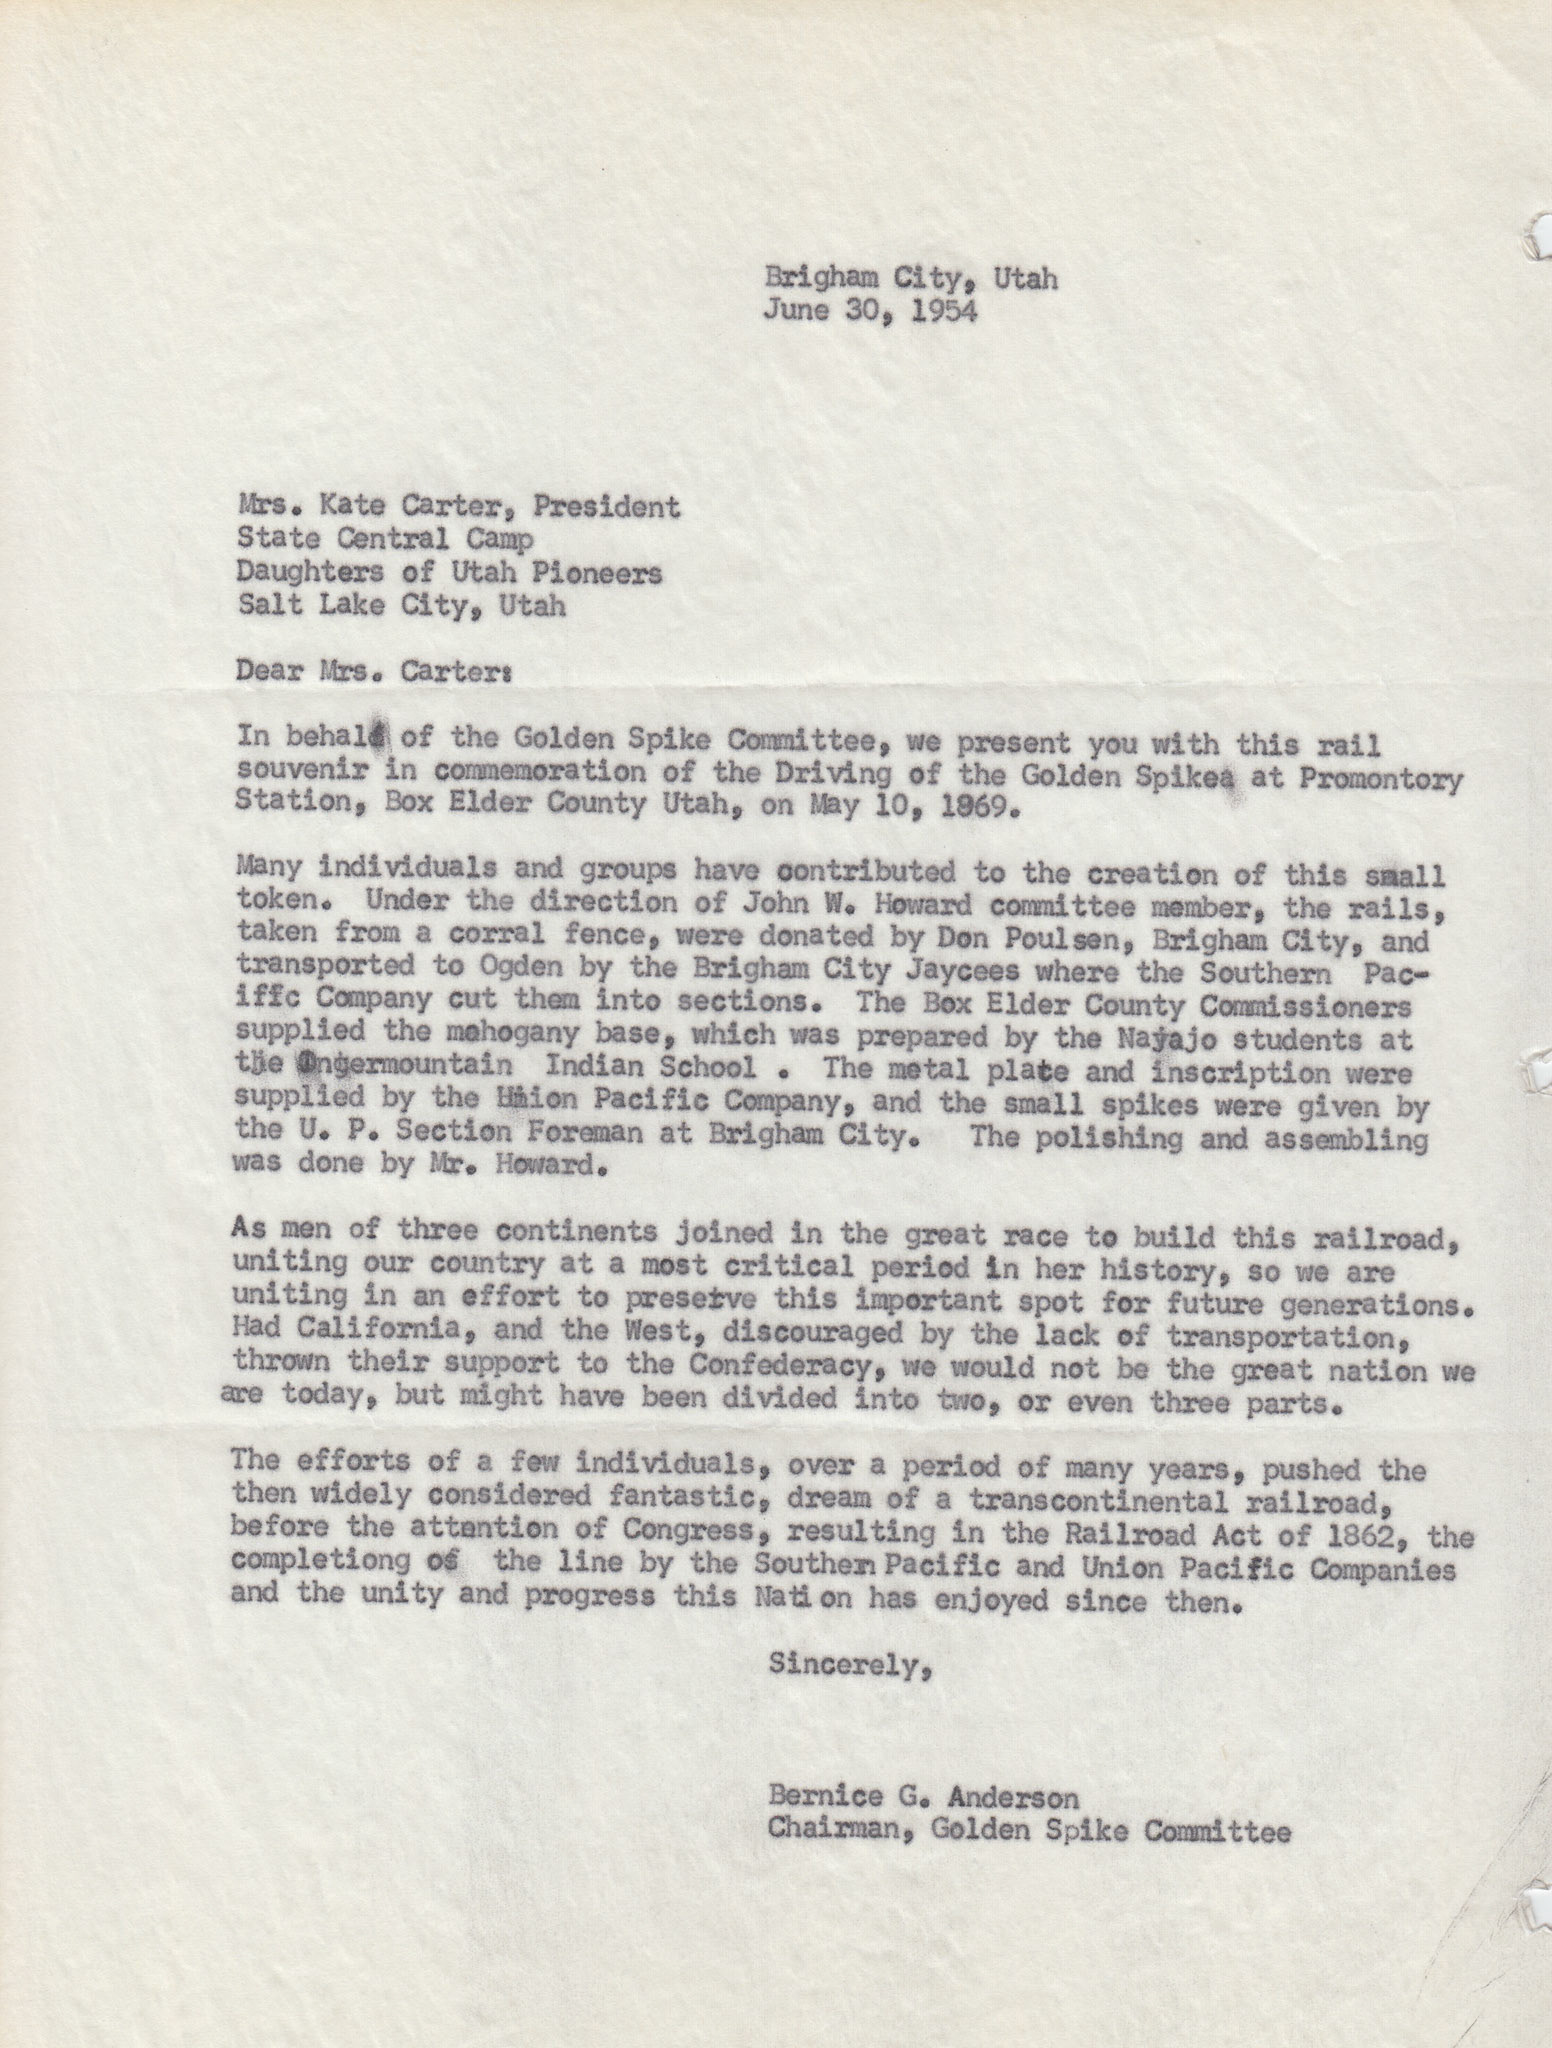 Brigham City, Utah
June 30, 1954
Mrs. Kate Carter, President
State Central Camp
Daughters of Utah Pioneers
Salt Lake City, Utah
Dear Mrs. Carter:
In behalf of the Golden Spike Committee, we present you with this rail
souvenir in commemoration of the Driving of the Golden Spike at Promontory
Station, Box Elder County Utah, on May 10, 1869.
Many individuals and groups have contributed to the creation of this small
token. Under the direction of John W. Howard committee member, the rails,
taken from a corral fence, were donated by Don Poulsen, Brigham City, and
transported to Ogden by the Brigham City Jaycees where the Southern Pac-
iffc Company cut them into sections. The Box Elder County Commissioners
supplied the mahogany base, which was prepared by the Navajo students at
the Intermountain Indian School . The metal plate and inscription were
supplied by the Union Pacific Company, and the small spikes were given by
the U. P. Section Foreman at Brigham City. The polishing and assembling
was done by Mr. Howard.
As men of three continents joined in the great race to build this railroad,
uniting our country at a most critical period in her history, so we are
uniting in an effort to preserve this important spot for future generations.
Had California, and the West, discouraged by the lack of transportation,
thrown their support to the Confederacy, we would not be the great nation we
are today, but might have been divided into two, or even three parts.
The efforts of a few individuals, over a period of many years, pushed the
then widely considered fantastic, dream of a transcontinental railroad,
before the attention of Congress, resulting in the Railroad Act of 1862, the
completiong of the line by the Southern Pacific and Union Pacific Companies
and the unity and progress this Nation has enjoyed since then.
Sincerely,
Bernice G. Anderson
Chairman, Golden Spike Committee